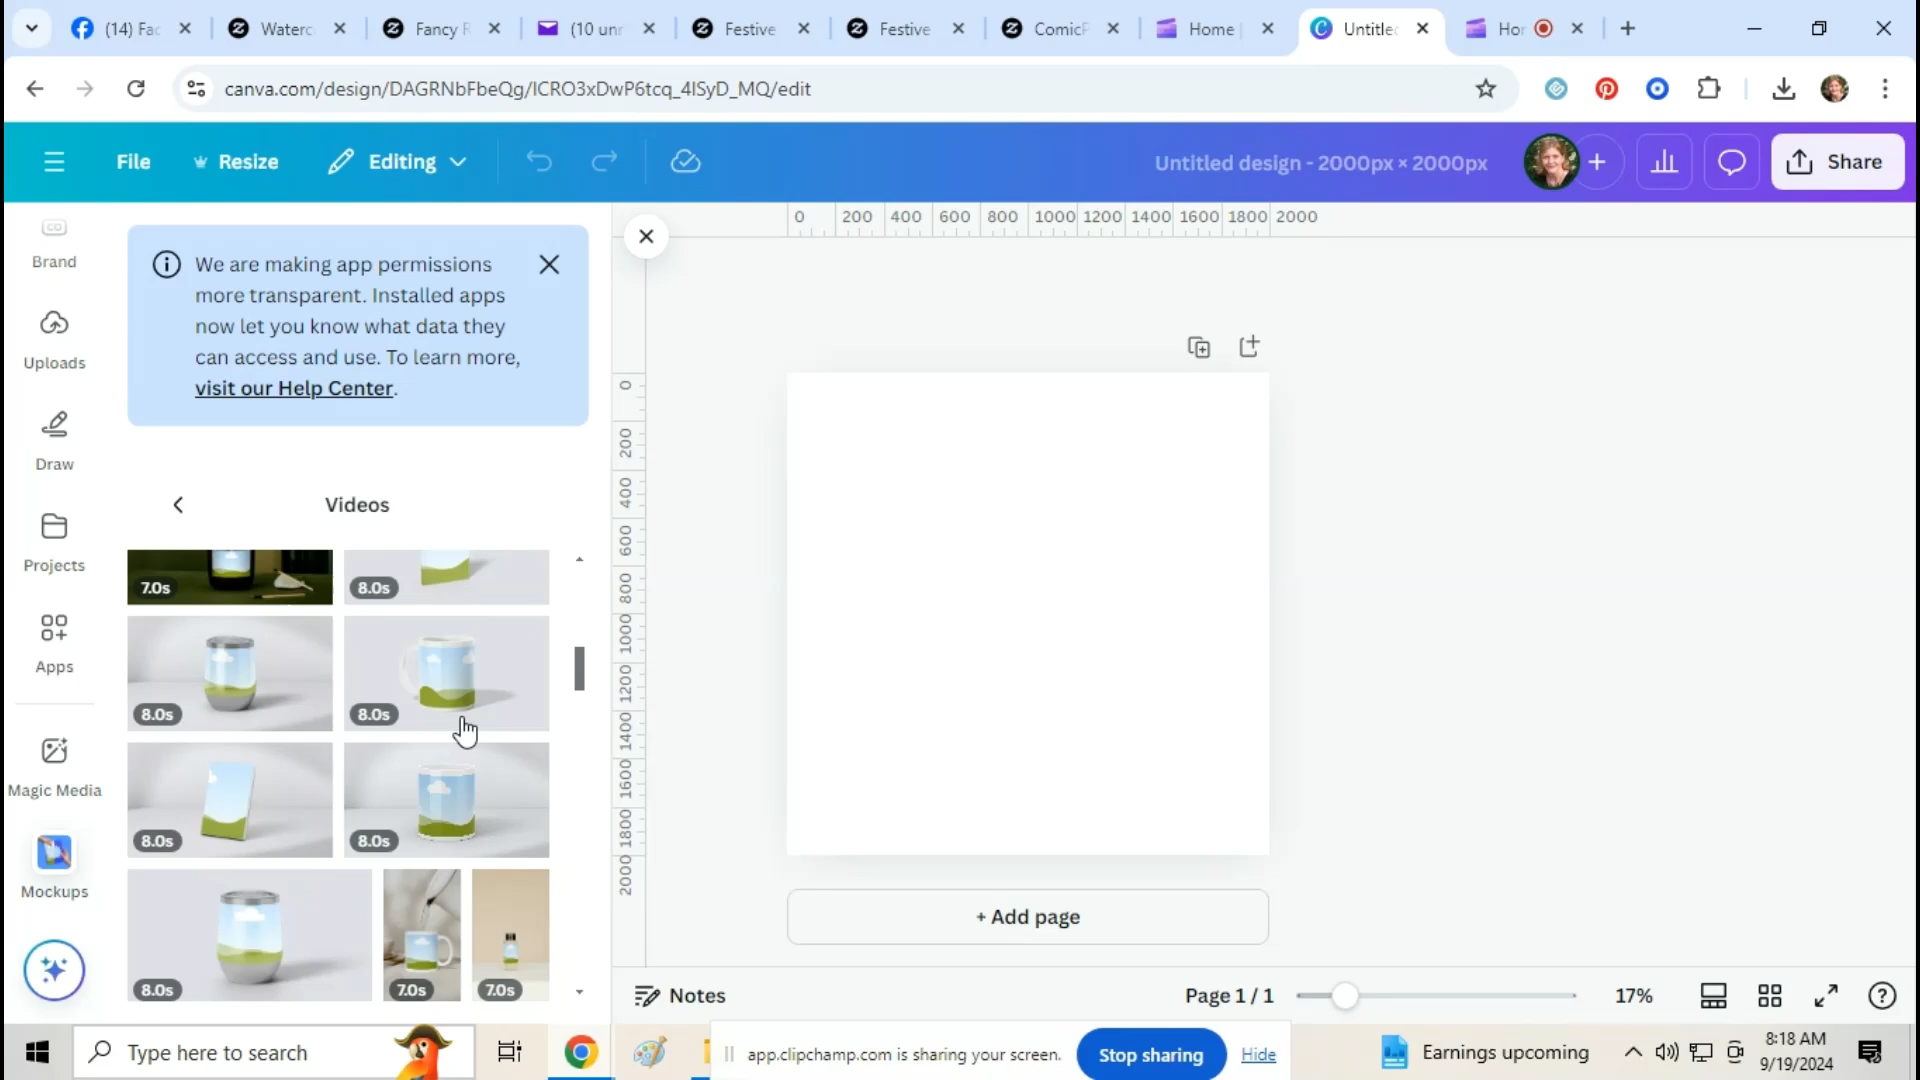 (14) Fac
Waterc
Fancy R
(10 unr
Festive
Festive
ComicP
Home
Untitled
Hor
canva.com/design/DAGRNbFbeQg/ICRO3xDwP6tcq_4lSyD_MQ/edit
File
Resize
Editing
Untitled design - 2000px × 2000px
Share
0 200 400 600 800 1000 1200 1400 1600 1800 2000
CO
Brand
Uploads
Draw
Projects
Apps
Magic Media
Mockups
We are making app permissions
more transparent. Installed apps
now let you know what data they
can access and use. To learn more,
visit our Help Center.
Videos
7.0s
8.0s
8.0s
8.0s
8.0s
8.0s
8.0s
7.0s
7.0s
0
200
400
600
800
1000
1200
1400
1600
1800
2000
+ Add page
Notes
Page 1 / 1
17%
Type here to search
app.clipchamp.com is sharing your screen.
Stop sharing
Hide
Earnings upcoming
8:18 AM
9/19/2024